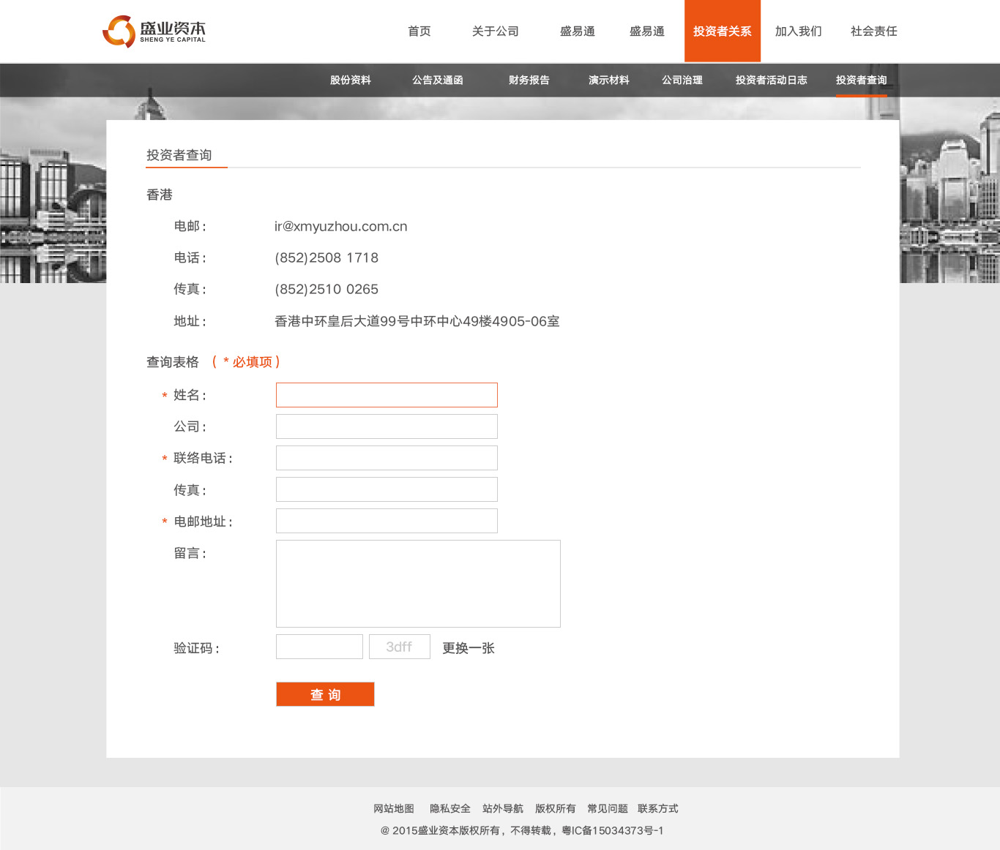 盛业资本
SHENG YE CAPITAL
首页 关于公司 盛易通 盛易通 投资者关系 加入我们 社会责任
股份资料 公告及通函 财务报告 演示材料 公司治理 投资者活动日志 投资者查询
投资者查询
香港
电邮: ir@xmyuzhou.com.cn
电话: (852)2508 1718
传真: (852)2510 0265
地址: 香港中环皇后大道99号中环中心49楼4905-06室
查询表格 ( * 必填项 )
* 姓名:
公司:
* 联络电话:
传真:
* 电邮地址:
留言:
验证码: 3dff 更换一张
查 询
网站地图 隐私安全 站外导航 版权所有 常见问题 联系方式
@ 2015盛业资本版权所有，不得转载，粤IC备15034373号-1